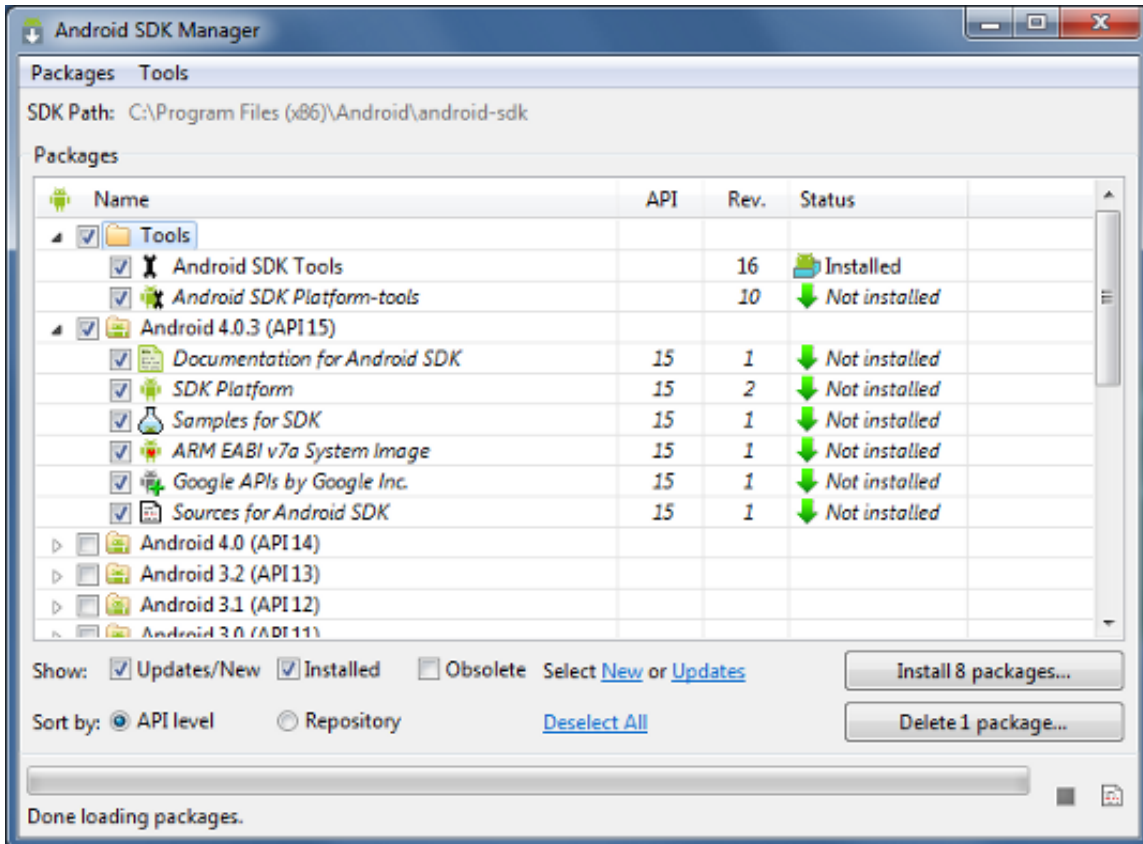 Android SDK Manager
Packages Tools
SDK Path: C:\Program Files (x86)\Android\android-sdk
Packages
Name API Rev. Status
Tools
Android SDK Tools 16 Installed
Android SDK Platform-tools 10 Not installed
Android 4.0.3 (API 15)
Documentation for Android SDK 15 1 Not installed
SDK Platform 15 2 Not installed
Samples for SDK 15 1 Not installed
ARM EABI v7a System Image 15 1 Not installed
Google APIs by Google Inc. 15 1 Not installed
Sources for Android SDK 15 1 Not installed
Android 4.0 (API 14)
Android 3.2 (API 13)
Android 3.1 (API 12)
Android 3.0 (API 11)
Show: Updates/New Installed Obsolete Select New or Updates Install 8 packages...
Sort by: API level Repository Deselect All Delete 1 package...
Done loading packages.